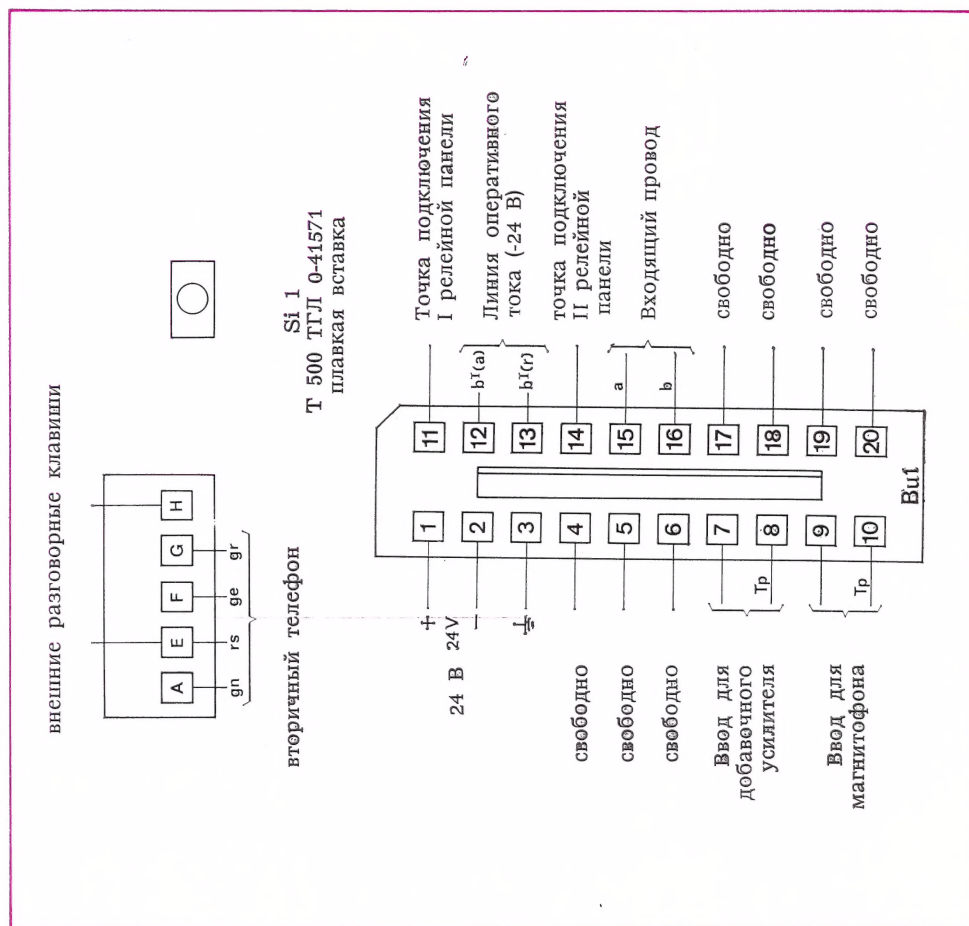 внешние разговорные клавиши
A E F G H
gn rs ge gr
вторичный телефон
Si 1
Т 500 ТГЛ 0-41571
плавкая вставка
24 В 24V
+
−
свободно
свободно
свободно
Ввод для
добавочного
усилителя
Tp
Ввод для
магнитофона
Tp
1 11
2 12
3 13
4 14
5 15
6 16
7 17
8 18
9 19
10 20
Bu1
Точка подключения
I релейной панели
bI(a)
bI(r)
Линия оперативного
тока (-24 В)
точка подключения
II релейной
панели
a
b
Входящий провод
свободно
свободно
свободно
свободно